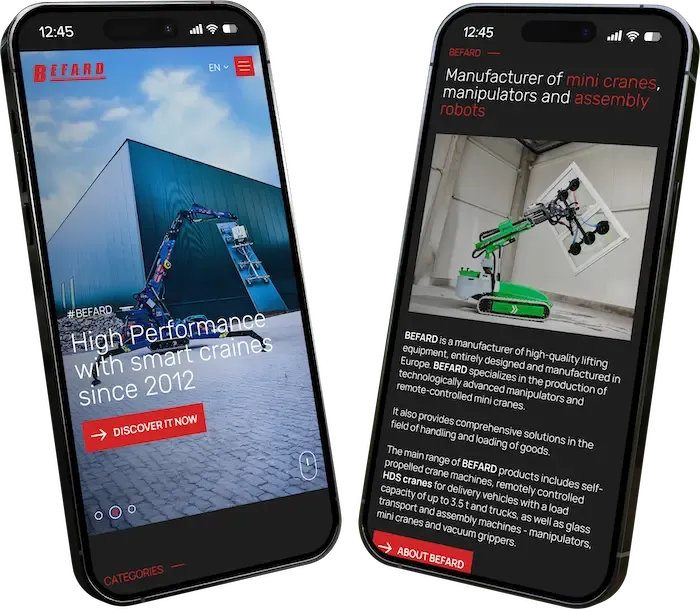 12:45
BEFARD
EN
#BEFARD
High Performance
with smart craines
since 2012
DISCOVER IT NOW
CATEGORIES
12:45
BEFARD
Manufacturer of mini cranes,
manipulators and assembly
robots
BEFARD is a manufacturer of high-quality lifting
equipment, entirely designed and manufactured in
Europe. BEFARD specializes in the production of
technologically advanced manipulators and
remote-controlled mini cranes.
It also provides comprehensive solutions in the
field of handling and loading of goods.
The main range of BEFARD products includes self-
propelled crane machines, remotely controlled
HDS cranes for delivery vehicles with a load
capacity of up to 3.5 t and trucks, as well as glass
transport and assembly machines - manipulators,
mini cranes and vacuum grippers.
ABOUT BEFARD